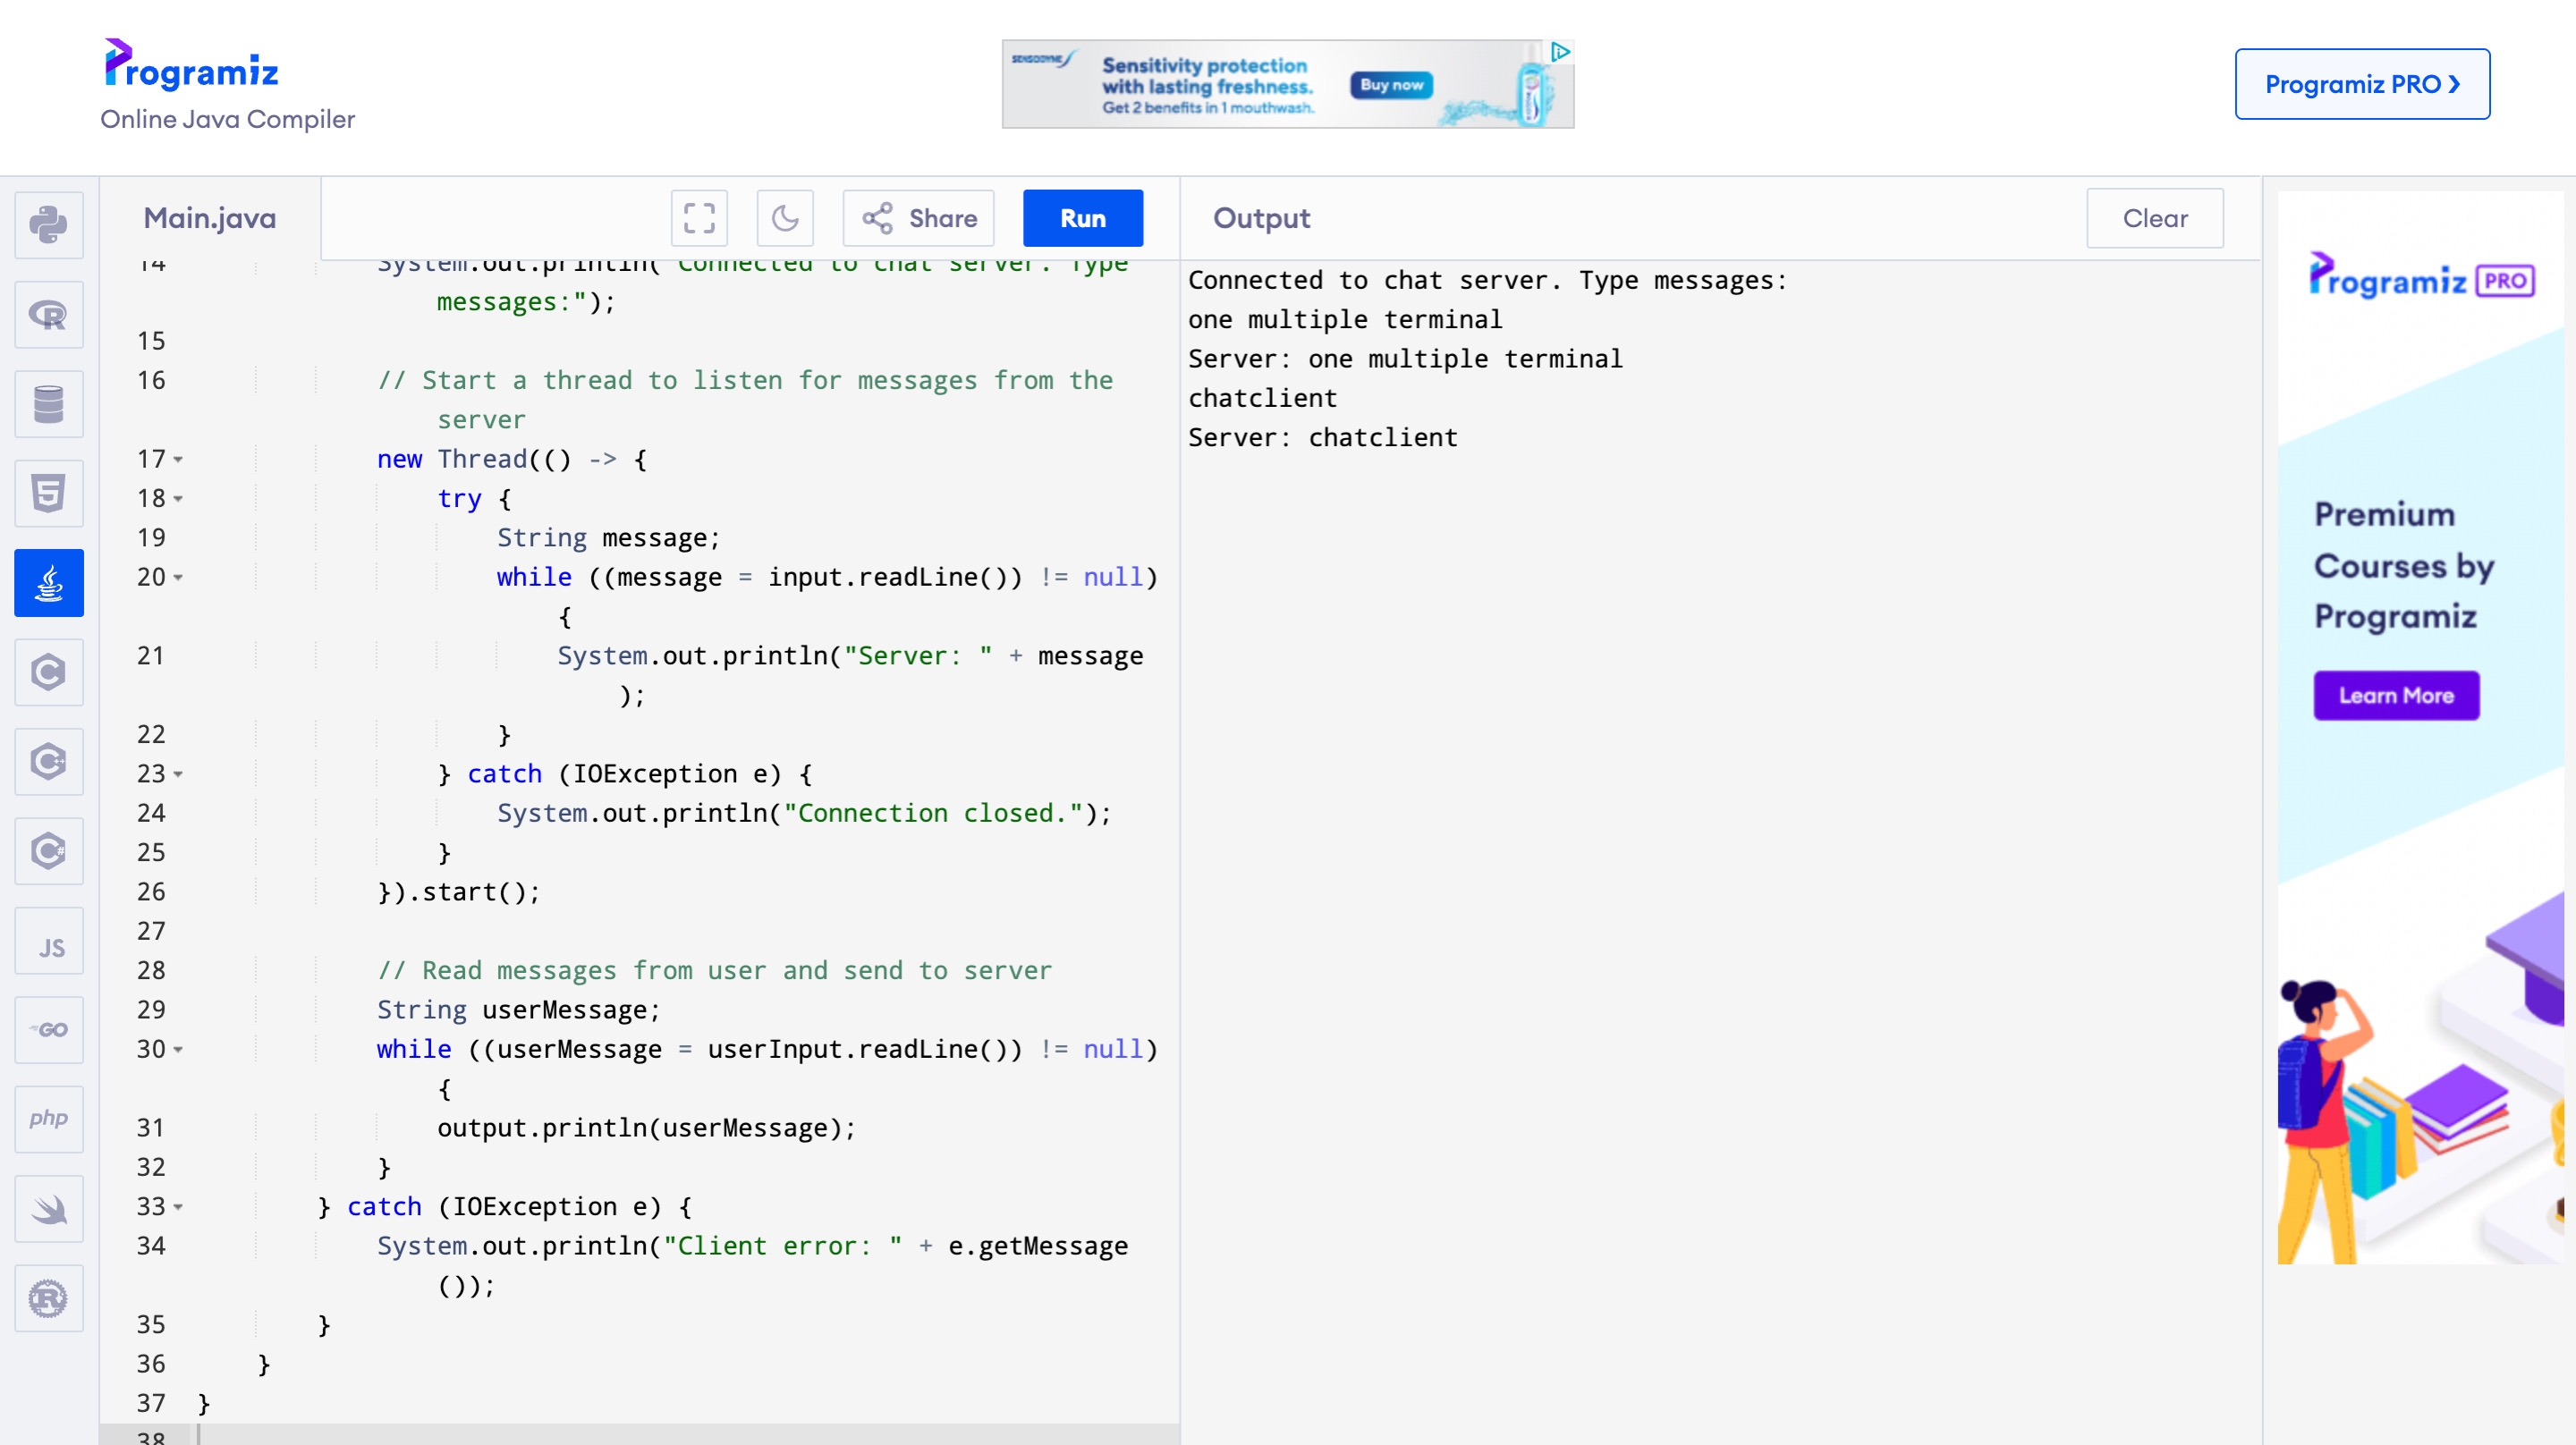 Programiz
Online Java Compiler
SENSODYNE
Sensitivity protection
with lasting freshness.
Get 2 benefits in 1 mouthwash.
Buy now
Programiz PRO ❯
Main.java
Share
Run
Output
Clear
14 System.out.println("Connected to chat server. Type
messages:");
15
16 // Start a thread to listen for messages from the
server
17 new Thread(() -> {
18 try {
19 String message;
20 while ((message = input.readLine()) != null)
{
21 System.out.println("Server: " + message
);
22 }
23 } catch (IOException e) {
24 System.out.println("Connection closed.");
25 }
26 }).start();
27
28 // Read messages from user and send to server
29 String userMessage;
30 while ((userMessage = userInput.readLine()) != null)
{
31 output.println(userMessage);
32 }
33 } catch (IOException e) {
34 System.out.println("Client error: " + e.getMessage
());
35 }
36 }
37 }
38
Connected to chat server. Type messages:
one multiple terminal
Server: one multiple terminal
chatclient
Server: chatclient
R
5
C
C++
C#
JS
GO
php
R
Programiz PRO
Premium
Courses by
Programiz
Learn More